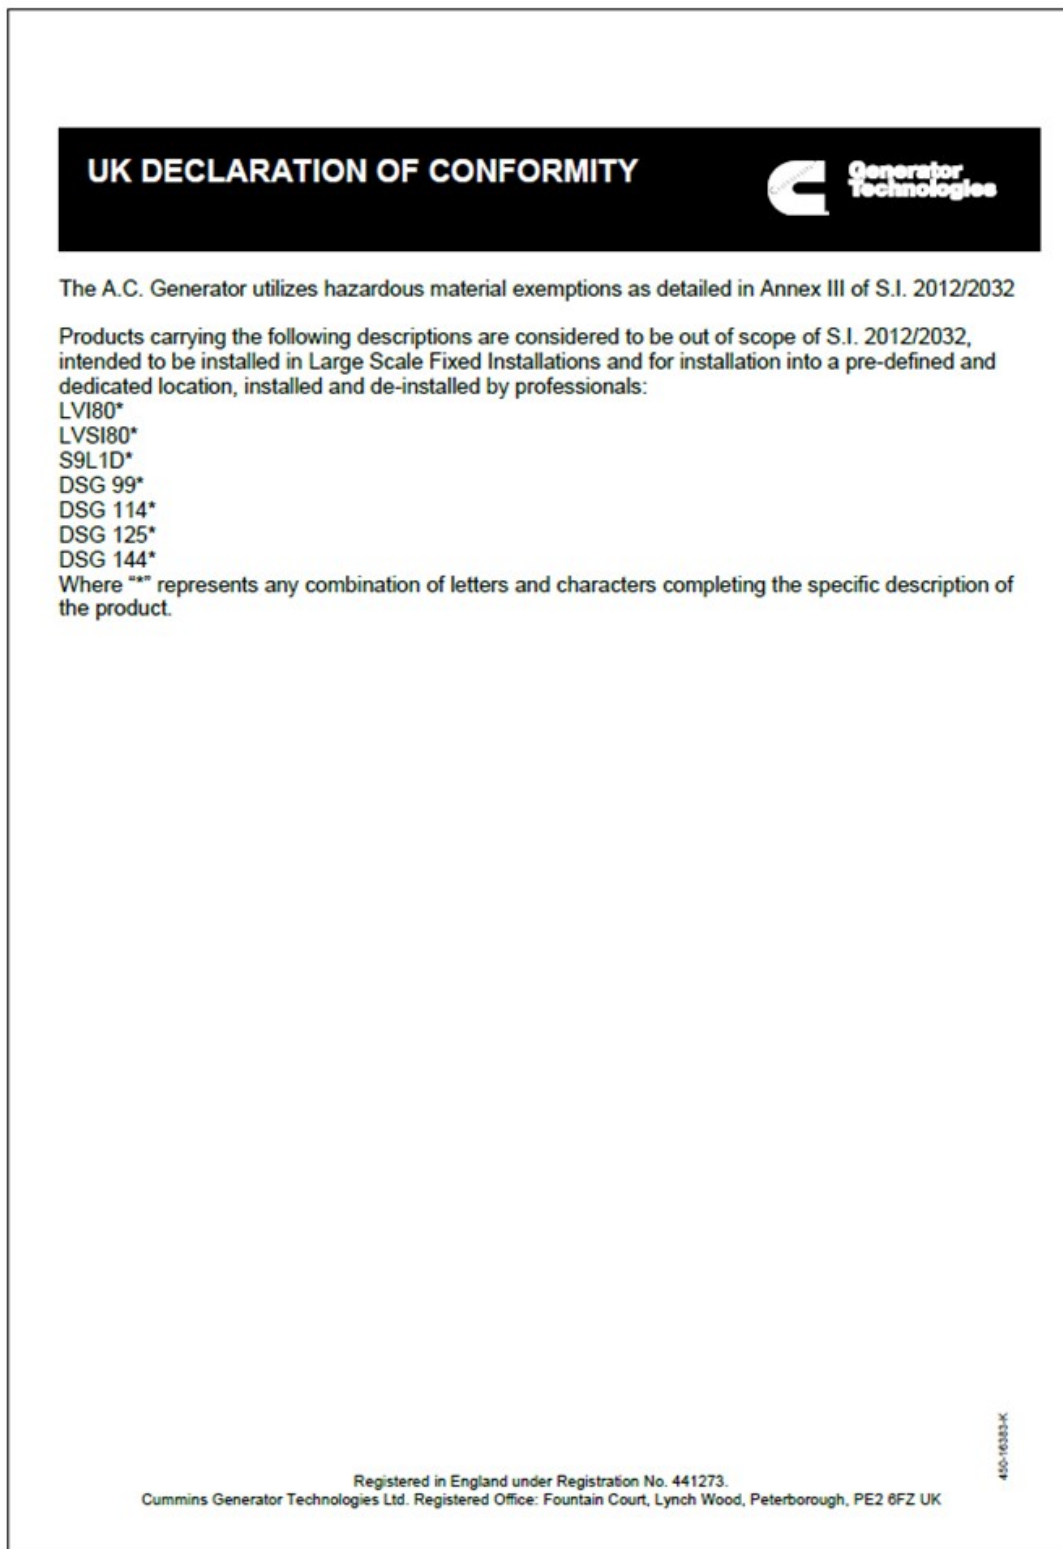 UK DECLARATION OF CONFORMITY
Generator
Technologies
The A.C. Generator utilizes hazardous material exemptions as detailed in Annex III of S.I. 2012/2032
Products carrying the following descriptions are considered to be out of scope of S.I. 2012/2032,
intended to be installed in Large Scale Fixed Installations and for installation into a pre-defined and
dedicated location, installed and de-installed by professionals:
LVI80*
LVSI80*
S9L1D*
DSG 99*
DSG 114*
DSG 125*
DSG 144*
Where “*” represents any combination of letters and characters completing the specific description of
the product.
450-16383-K
Registered in England under Registration No. 441273.
Cummins Generator Technologies Ltd. Registered Office: Fountain Court, Lynch Wood, Peterborough, PE2 6FZ UK